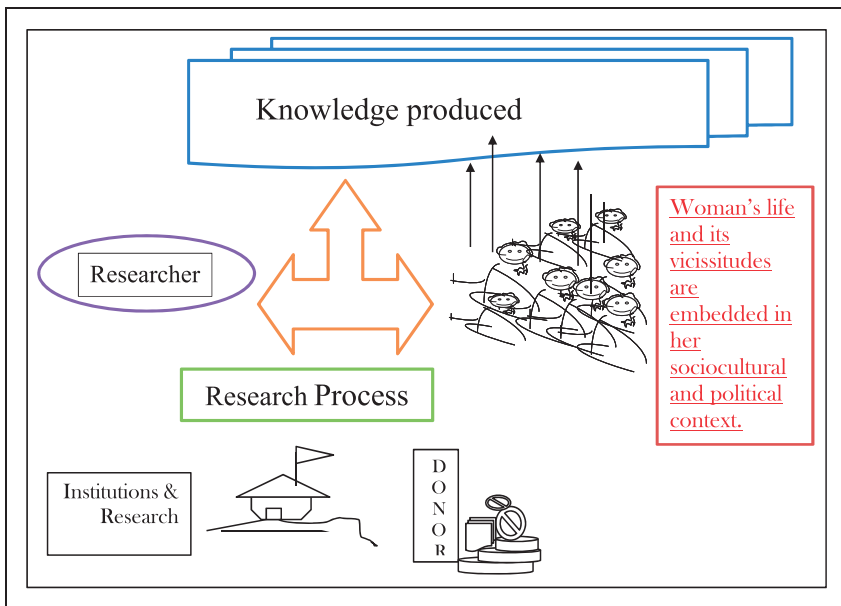 Knowledge produced
Researcher
Woman's life
and its
vicissitudes
are
embedded in
her
sociocultural
and political
context.
Research Process
Institutions &
Research
D
O
N
O
R